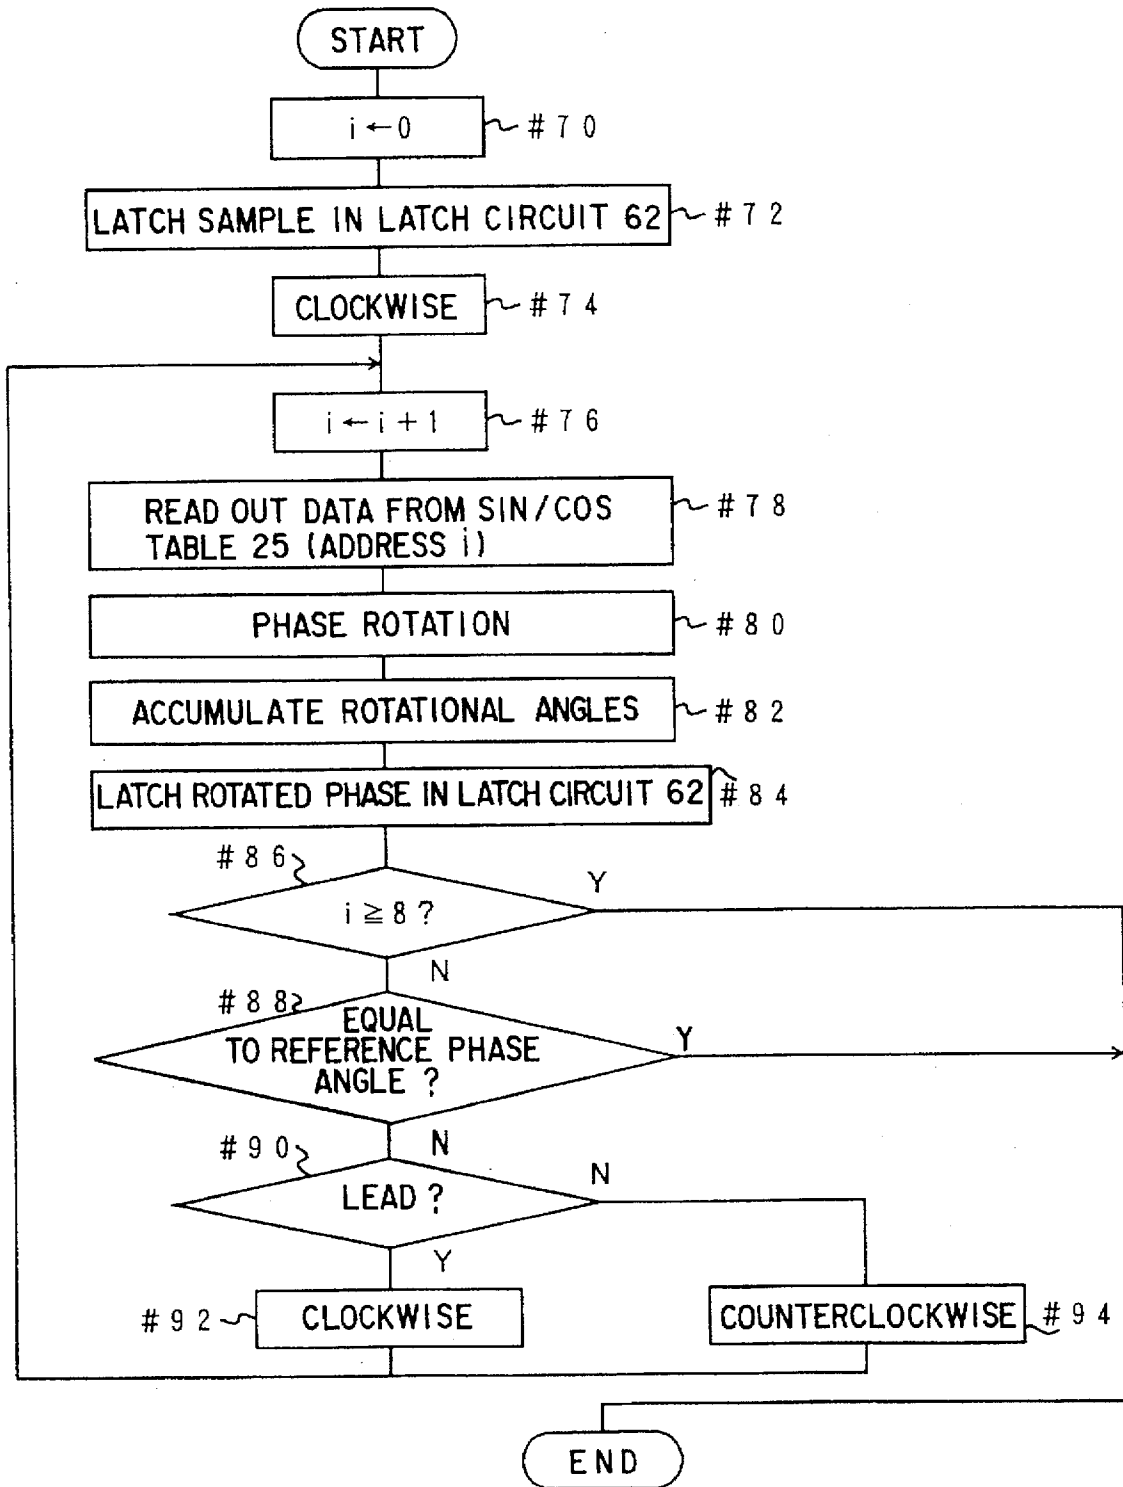 START
i ← 0
#70
LATCH SAMPLE IN LATCH CIRCUIT 62
#72
CLOCKWISE
#74
i ← i + 1
#76
READ OUT DATA FROM SIN/COS
TABLE 25 (ADDRESS i)
#78
PHASE ROTATION
#80
ACCUMULATE ROTATIONAL ANGLES
#82
LATCH ROTATED PHASE IN LATCH CIRCUIT 62
#84
#86
i ≧ 8 ?
Y
N
#88
EQUAL
TO REFERENCE PHASE
ANGLE ?
Y
N
#90
LEAD ?
N
Y
#92
CLOCKWISE
COUNTERCLOCKWISE
#94
END